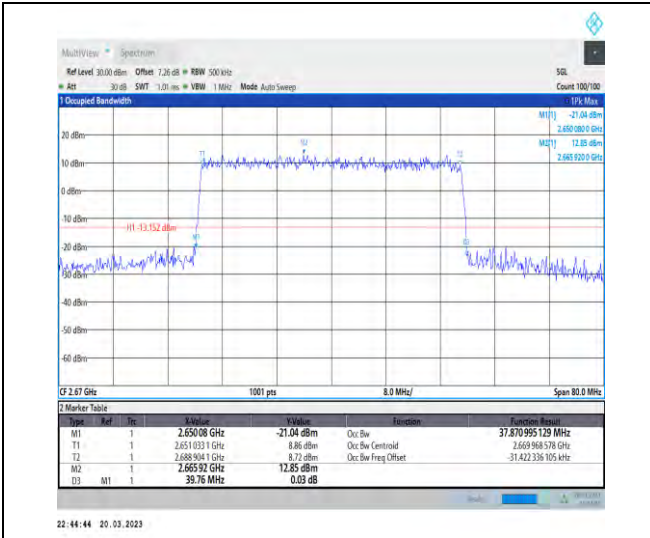 MultiView Spectrum
Ref Level 30.00 dBm Offset 7.26 dB RBW 500 kHz SGL
Att 30 dB SWT 1.01 ms VBW 1 MHz Mode Auto Sweep Count 100/100
1 Occupied Bandwidth 1Pk Max
M1[1] -21.04 dBm
2.650 080 0 GHz
M2[1] 12.85 dBm
2.665 920 0 GHz
20 dBm
M2
T1
10 dBm
0 dBm
-10 dBm
H1 -13.152 dBm
-20 dBm
M1
-30 dBm
-40 dBm
-50 dBm
-60 dBm
CF 2.67 GHz 1001 pts 8.0 MHz/ Span 80.0 MHz
2 Marker Table
Type Ref Trc X-Value Y-Value Function Function Result
M1 1 2.650 08 GHz -21.04 dBm Occ Bw 37.870 995 129 MHz
T1 1 2.651 033 1 GHz 8.86 dBm Occ Bw Centroid 2.669 968 578 GHz
T2 1 2.688 904 1 GHz 8.72 dBm Occ Bw Freq Offset -31.422 336 105 kHz
M2 1 2.665 92 GHz 12.85 dBm
D3 M1 1 39.76 MHz 0.03 dB
22:44:44 20.03.2023